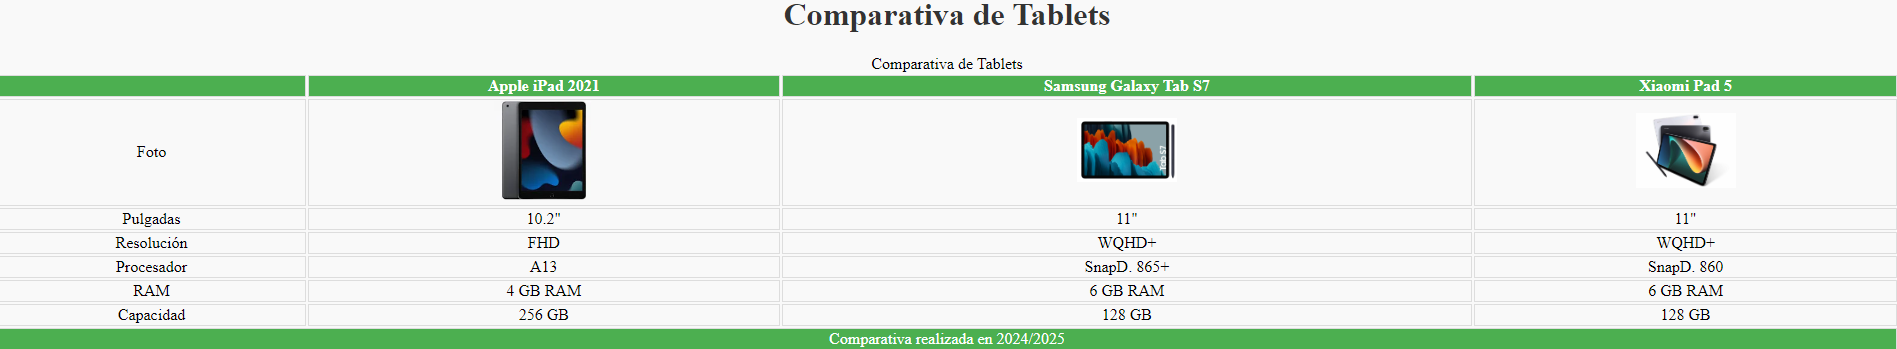 Comparativa de Tablets
Comparativa de Tablets
Apple iPad 2021 Samsung Galaxy Tab S7 Xiaomi Pad 5
Foto
Tab S7
Pulgadas 10.2" 11" 11"
Resolución FHD WQHD+ WQHD+
Procesador A13 SnapD. 865+ SnapD. 860
RAM 4 GB RAM 6 GB RAM 6 GB RAM
Capacidad 256 GB 128 GB 128 GB
Comparativa realizada en 2024/2025